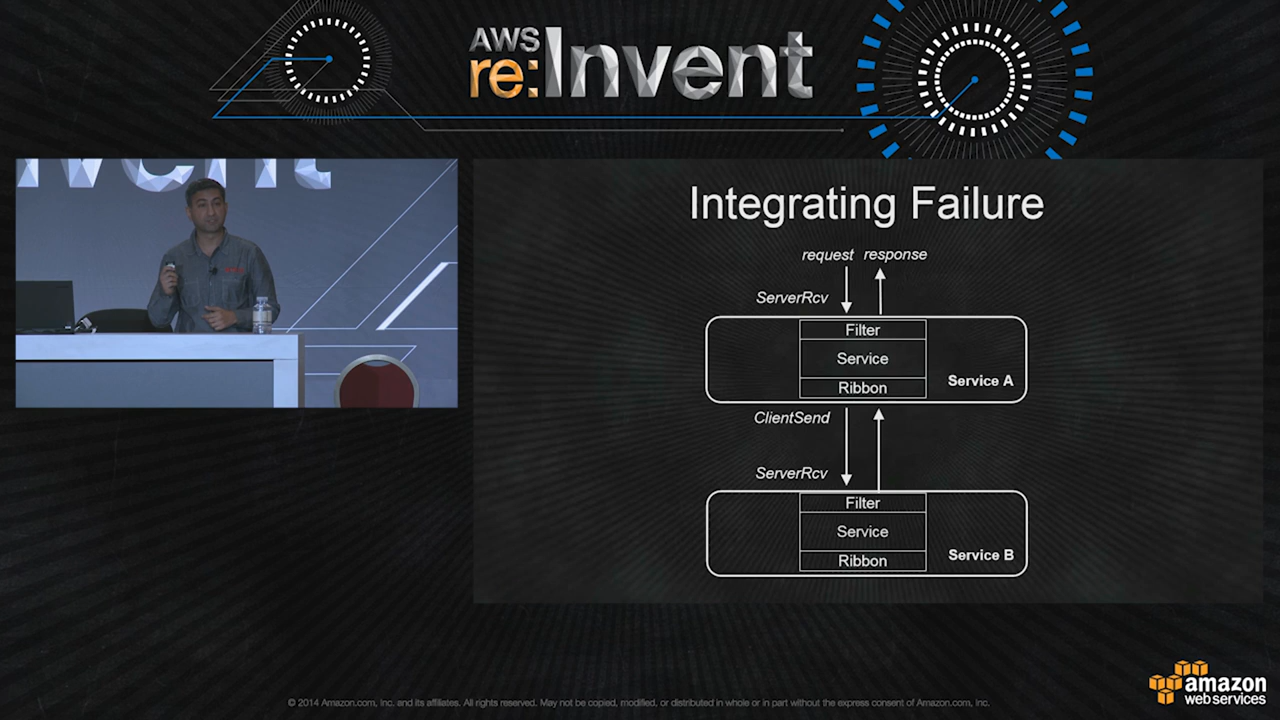 AWS
re:Invent
Integrating Failure
request response
ServerRcv
Filter
Service
Ribbon
Service A
ClientSend
ServerRcv
Filter
Service
Ribbon
Service B
© 2014 Amazon.com, Inc. and its affiliates. All rights reserved. May not be copied, modified, or distributed in whole or in part without the express consent of Amazon.com, Inc.
amazon
web services